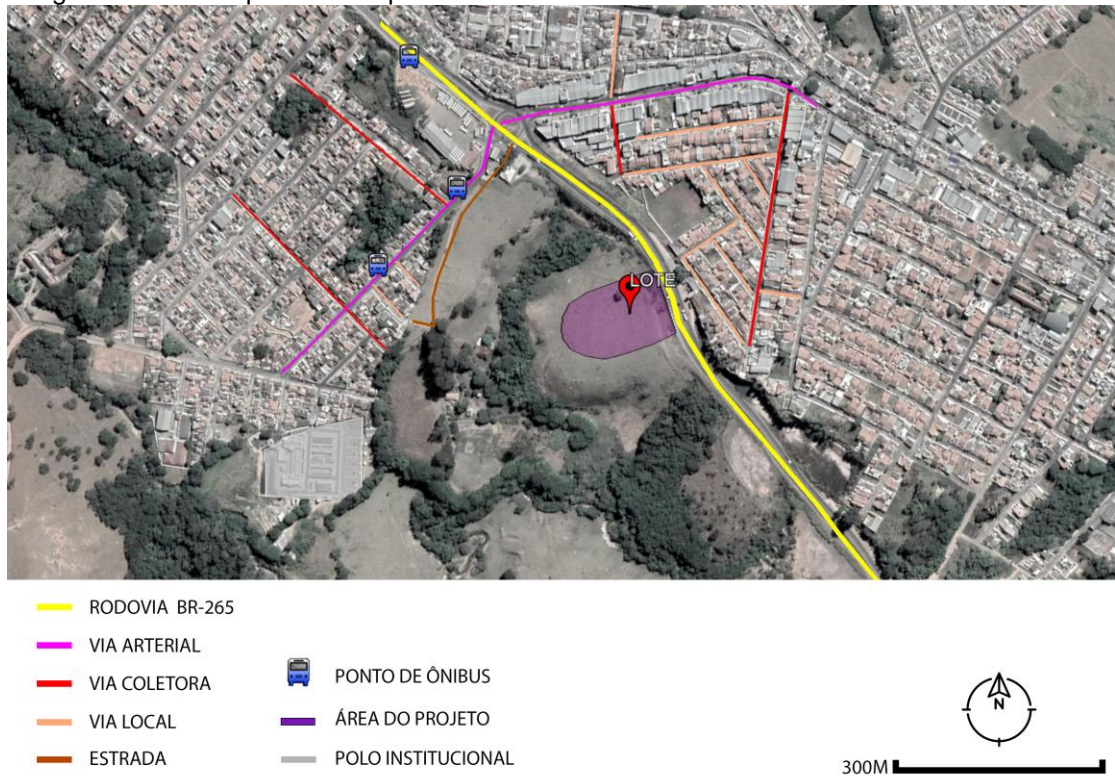 LOTE
RODOVIA BR-265
VIA ARTERIAL
VIA COLETORA
VIA LOCAL
ESTRADA
PONTO DE ÔNIBUS
ÁREA DO PROJETO
POLO INSTITUCIONAL
N
300M